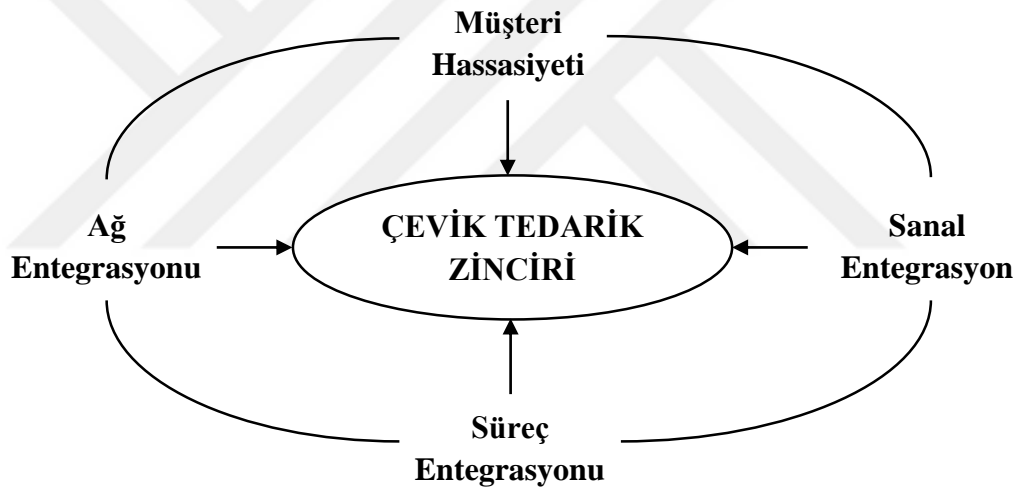 Müşteri
Hassasiyeti
Ağ
Entegrasyonu
ÇEVİK TEDARİK
ZİNCİRİ
Sanal
Entegrasyon
Süreç
Entegrasyonu